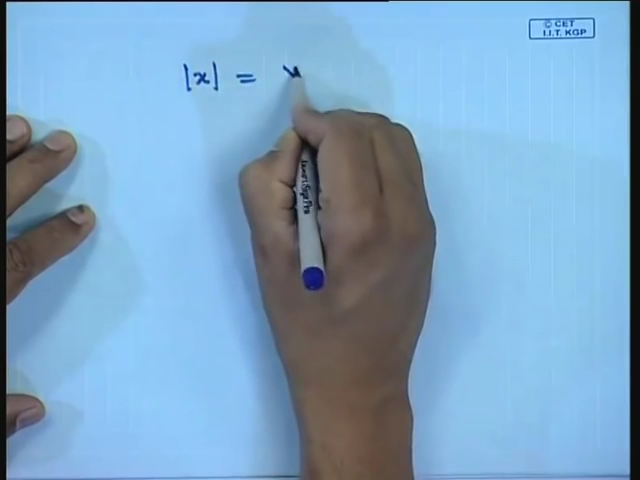 © CET
I.I.T. KGP
|x| =